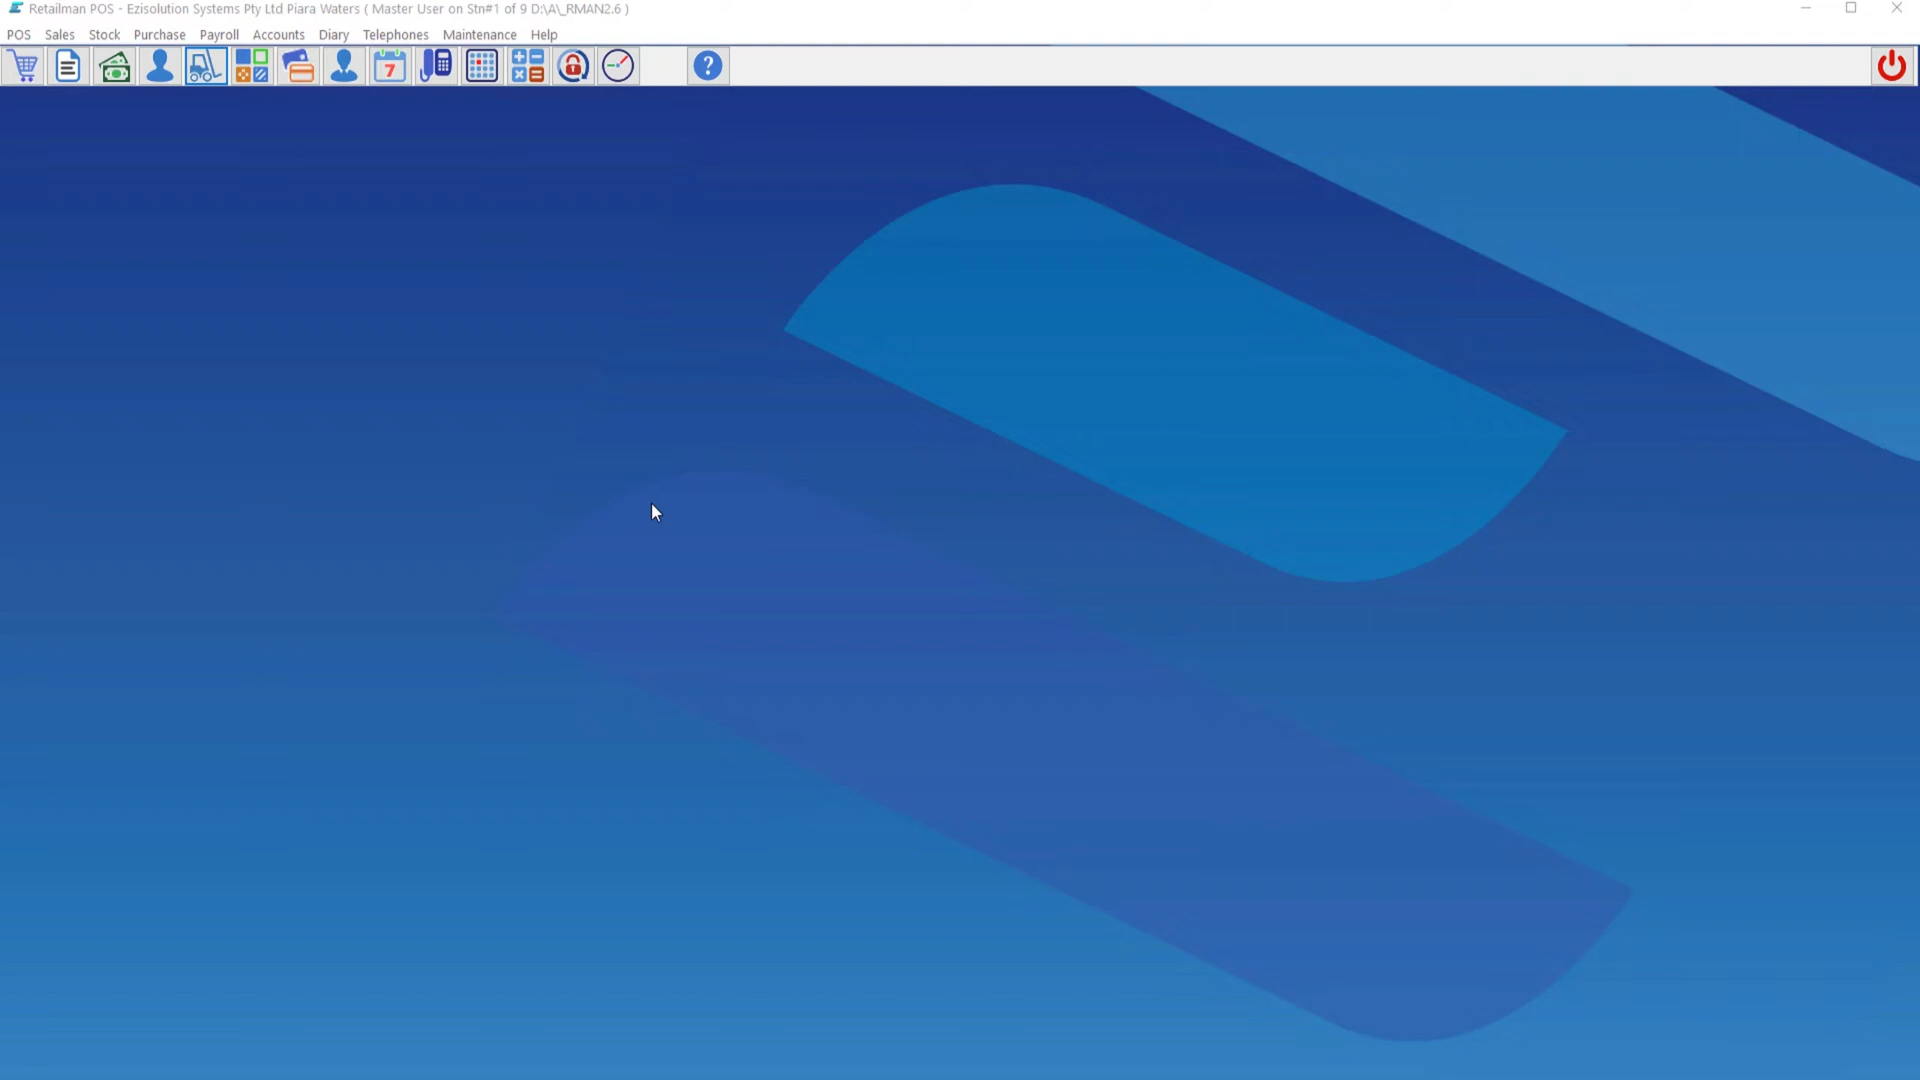 Retailman POS - Ezisolution Systems Pty Ltd Piara Waters ( Master User on Stn#1 of 9 D:\A\_RMAN2.6 )
POS Sales Stock Purchase Payroll Accounts Diary Telephones Maintenance Help
7 ?